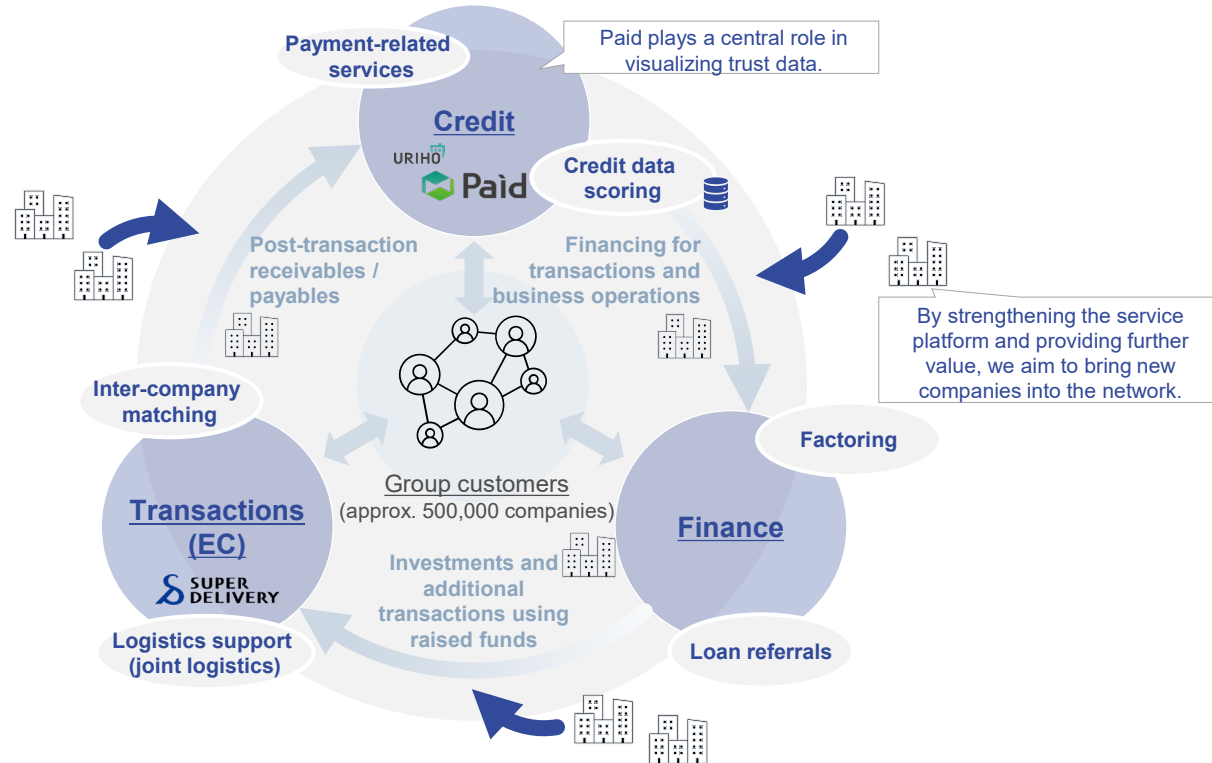 Payment-related
services
Paid plays a central role in
visualizing trust data.
Credit
URIHO
Paid
Credit data
scoring
Post-transaction
receivables /
payables
Financing for
transactions and
business operations
By strengthening the service
platform and providing further
value, we aim to bring new
companies into the network.
Inter-company
matching
Factoring
Group customers
(approx. 500,000 companies)
Transactions
(EC)
SUPER
DELIVERY
Finance
Investments and
additional
transactions using
raised funds
Logistics support
(joint logistics)
Loan referrals